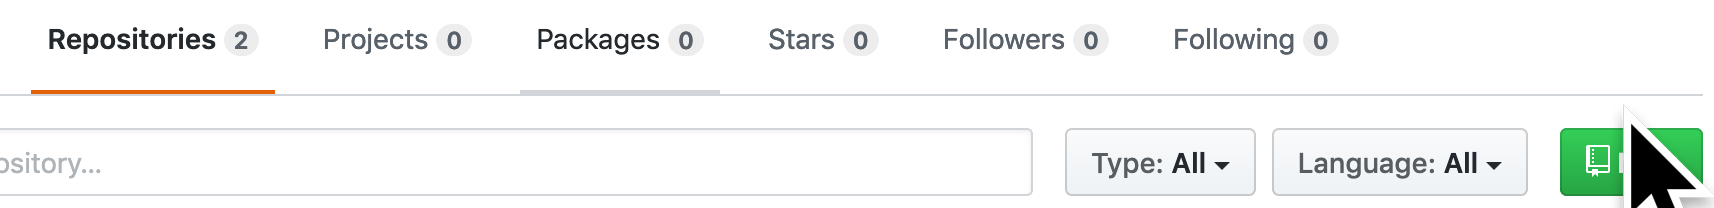 Repositories 2 Projects 0 Packages 0 Stars 0 Followers 0 Following 0
ository... Type: All Language: All